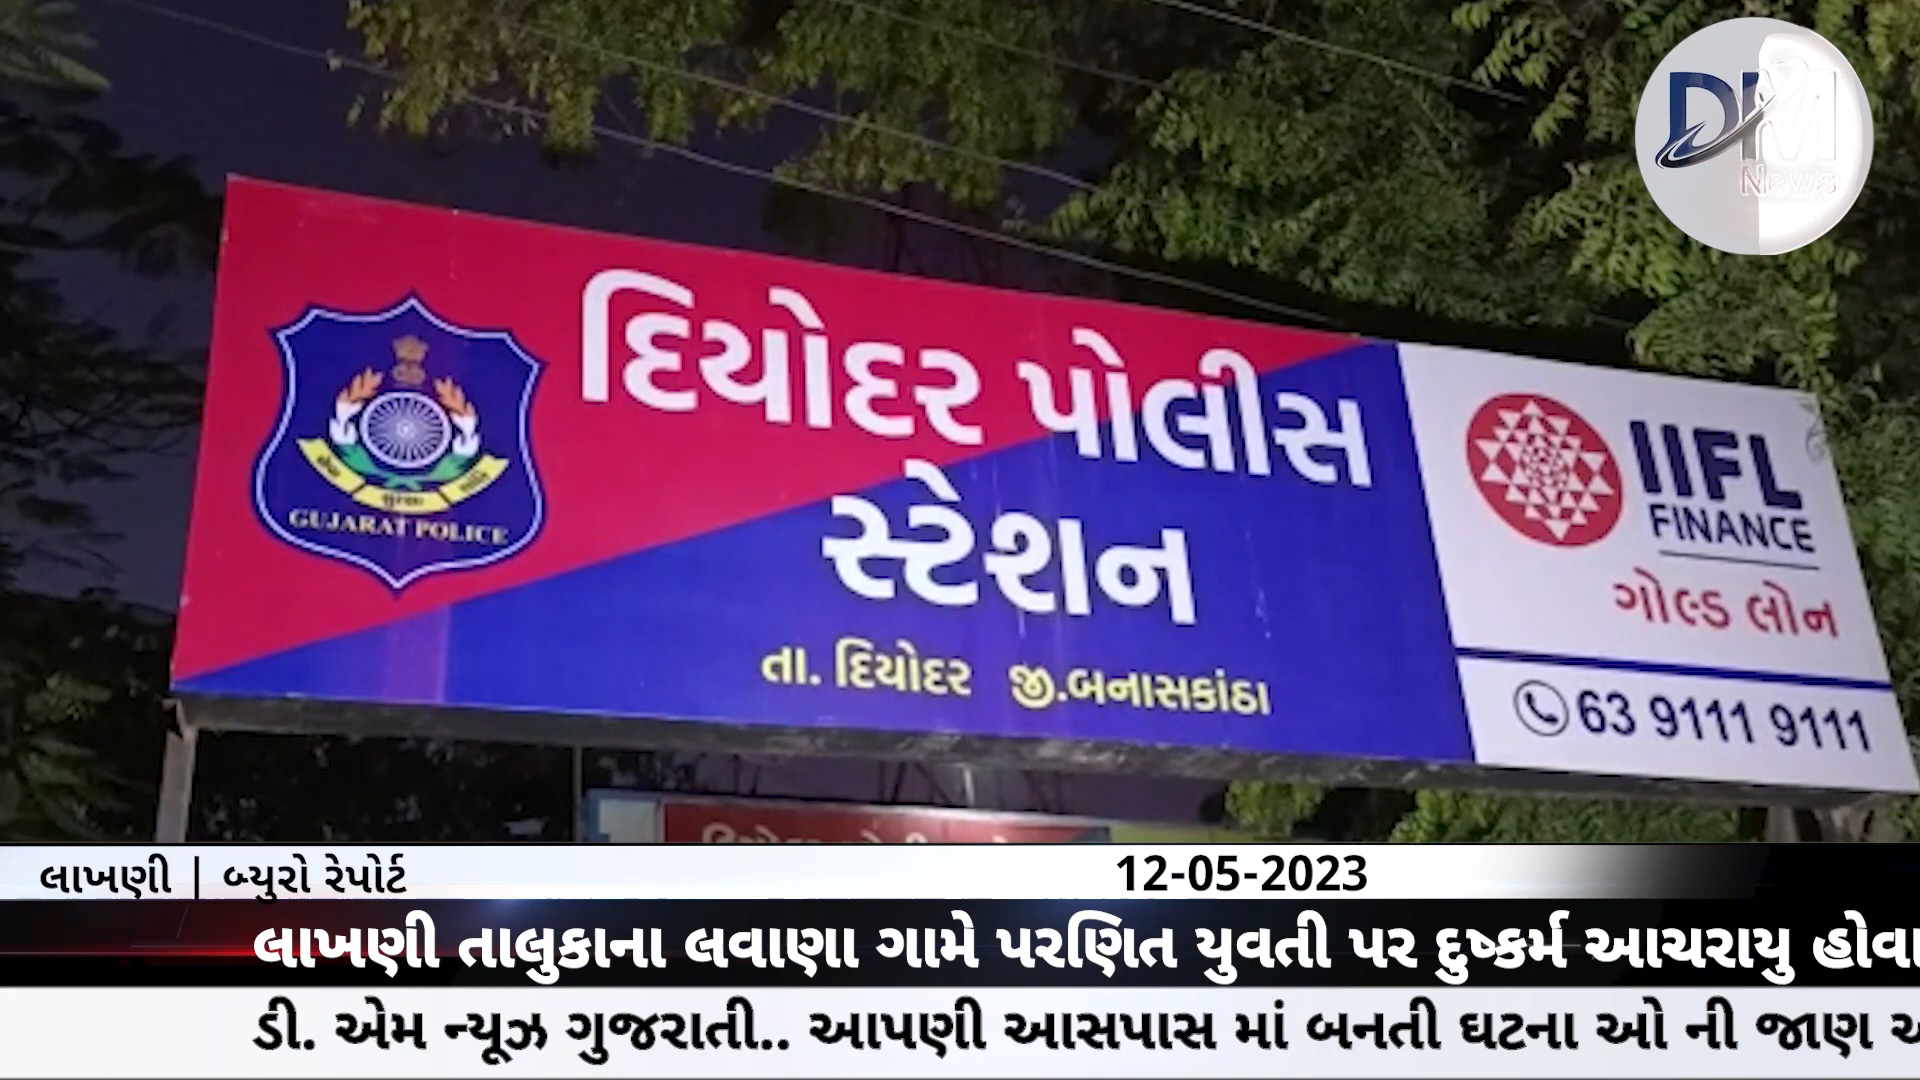 DM
News
દિયોદર પોલીસ
સ્ટેશન
તા. દિયોદર જી.બનાસકાંઠા
GUJARAT POLICE
IIFL
FINANCE
ગોલ્ડ લોન
63 9111 9111
લાખણી | બ્યુરો રેપોર્ટ
12-05-2023
લાખણી તાલુકાના લવાણા ગામે પરણિત યુવતી પર દુષ્કર્મ આચરાયુ હોવા
ડી. એમ ન્યૂઝ ગુજરાતી.. આપણી આસપાસ માં બનતી ઘટના ઓ ની જાણ